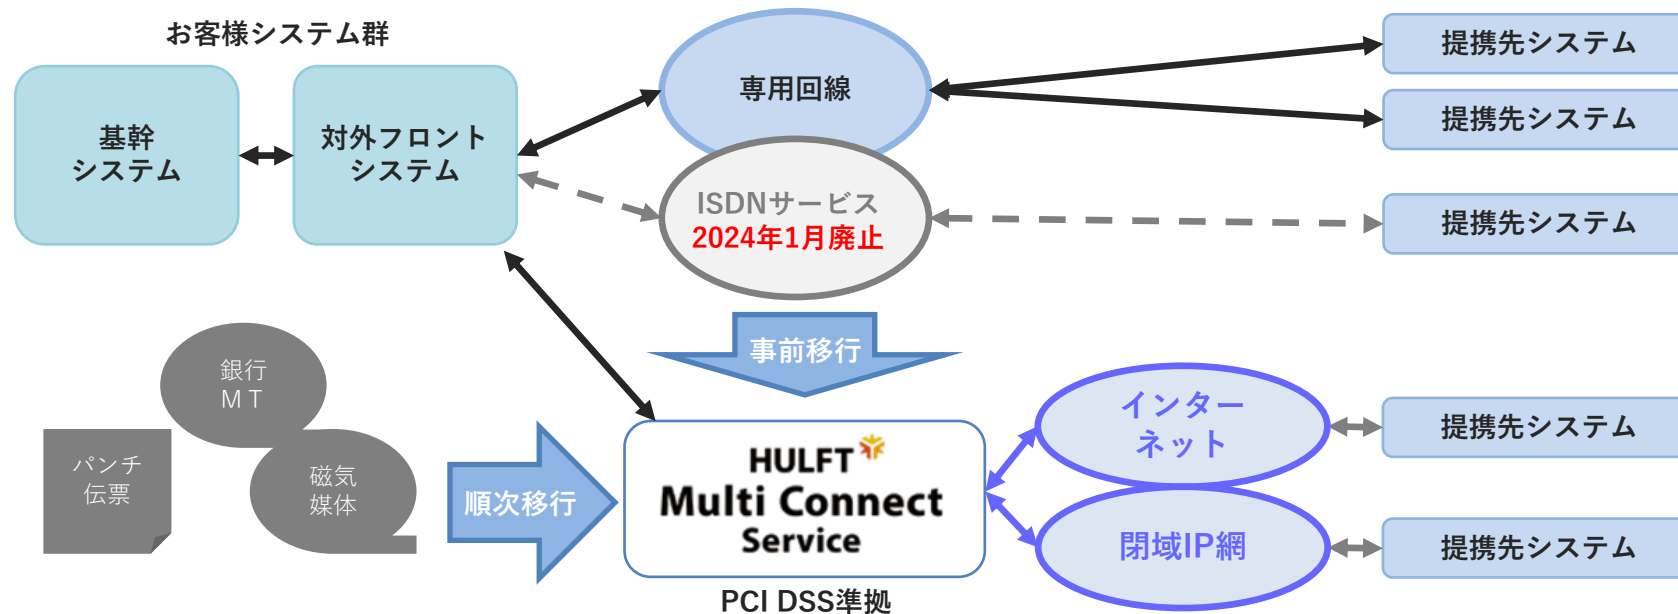 お客様システム群
基幹
システム
対外フロント
システム
専用回線
ISDNサービス
2024年1月廃止
提携先システム
提携先システム
提携先システム
事前移行
銀行
ＭＴ
パンチ
伝票
磁気
媒体
順次移行
HULFT
Multi Connect
Service
PCI DSS準拠
インター
ネット
閉域IP網
提携先システム
提携先システム